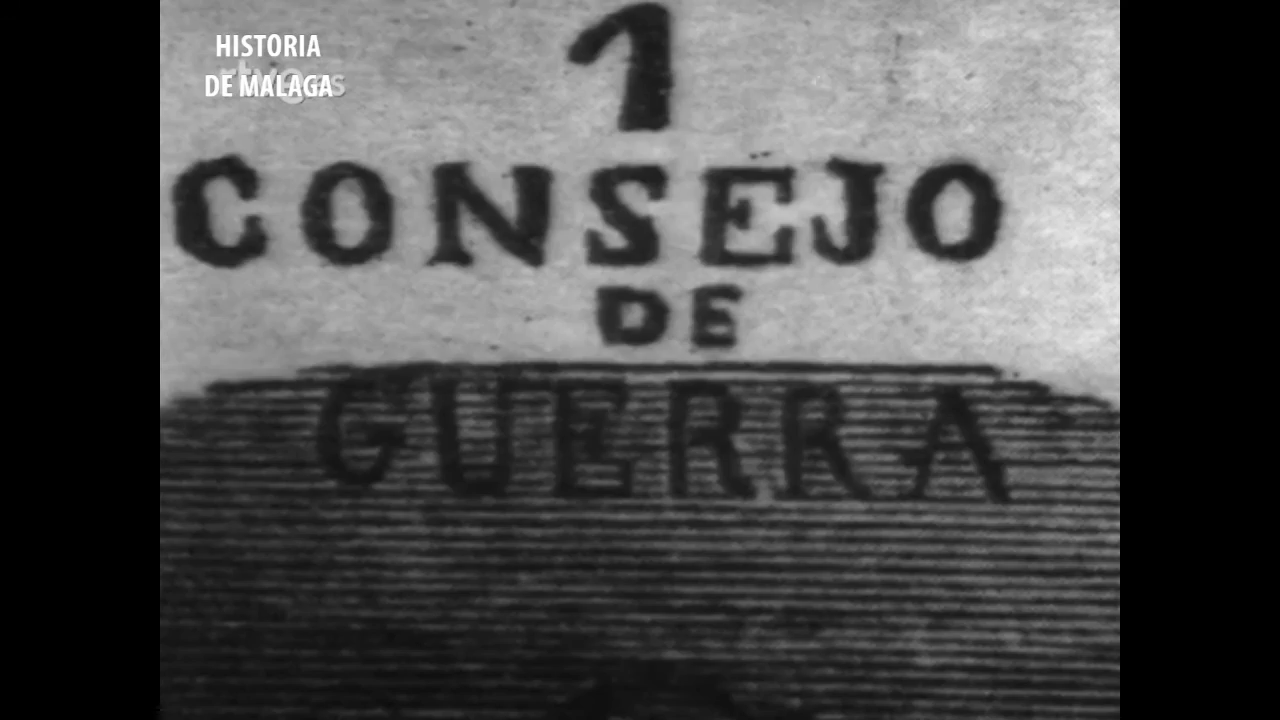 HISTORIA
DE MALAGA
1
CONSEJO
DE
GUERRA